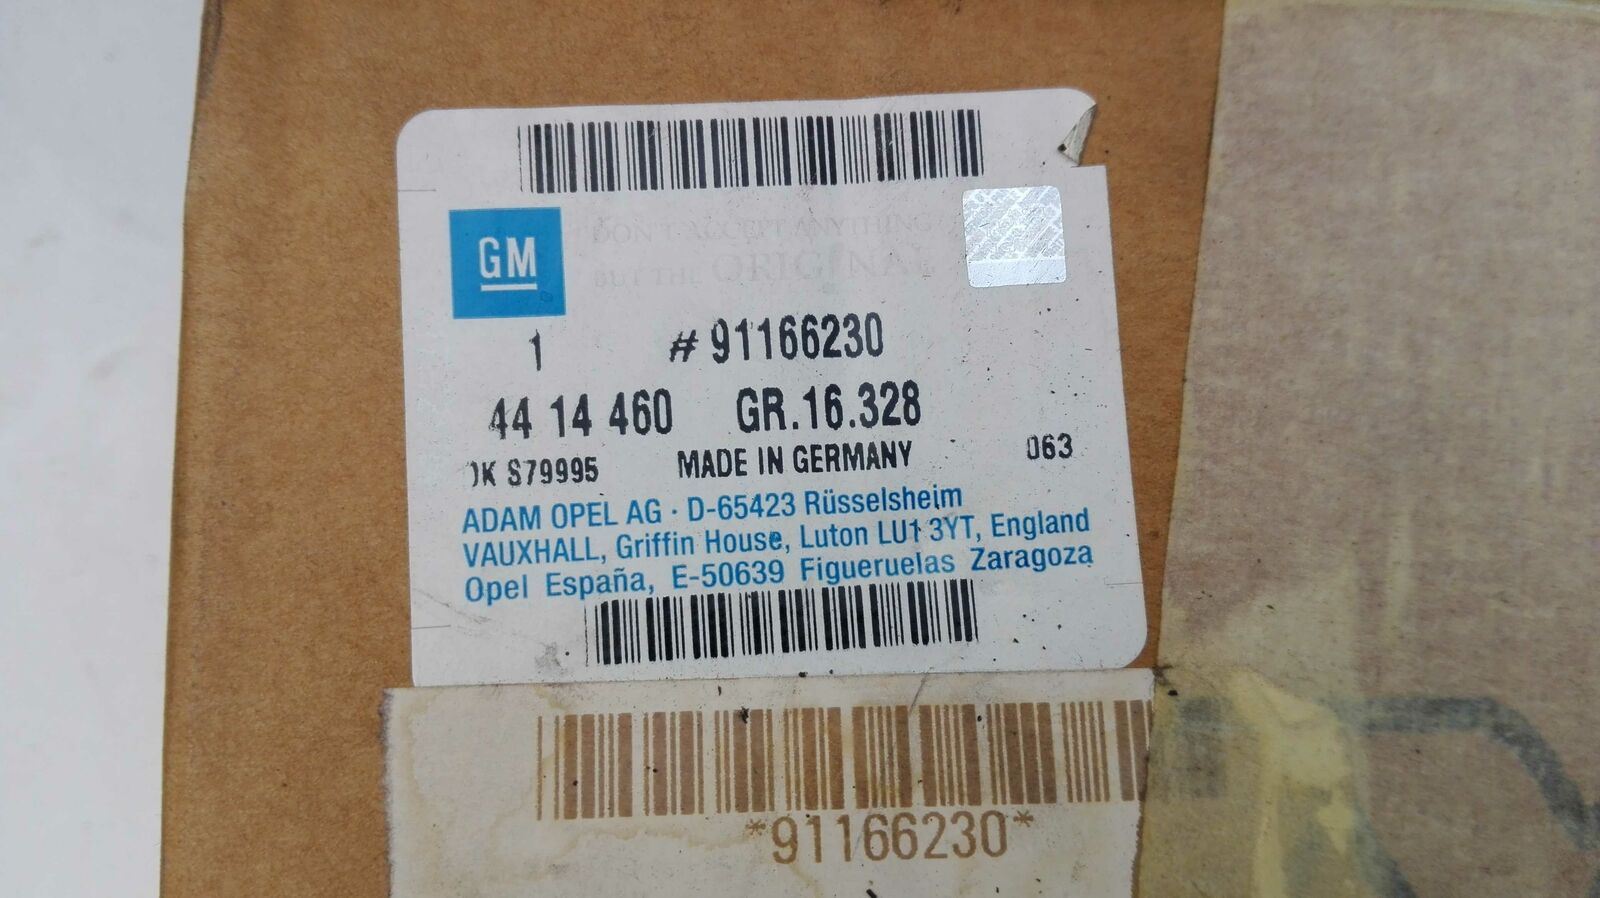 GM
DON'T ACCEPT ANYTHING
BUT THE ORIGINAL
1 # 91166230
44 14 460 GR.16.328
K S79995 MADE IN GERMANY 063
ADAM OPEL AG · D-65423 Rüsselsheim
VAUXHALL, Griffin House, Luton LU1 3YT, England
Opel España, E-50639 Figueruelas Zaragoza
*91166230*